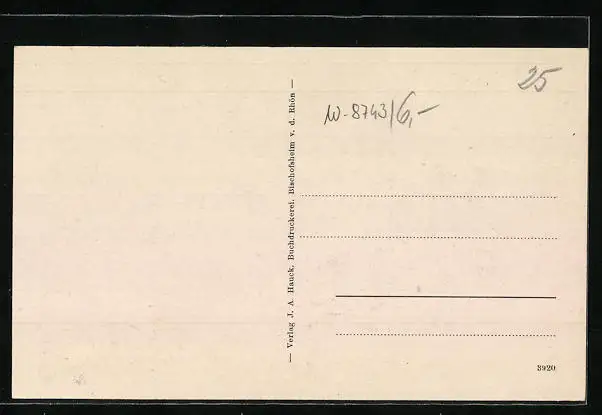 25
W-8743/6,-
— Verlag J. A. Hauck, Buchdruckerei. Bischofsheim v. d. Rhön —
3920